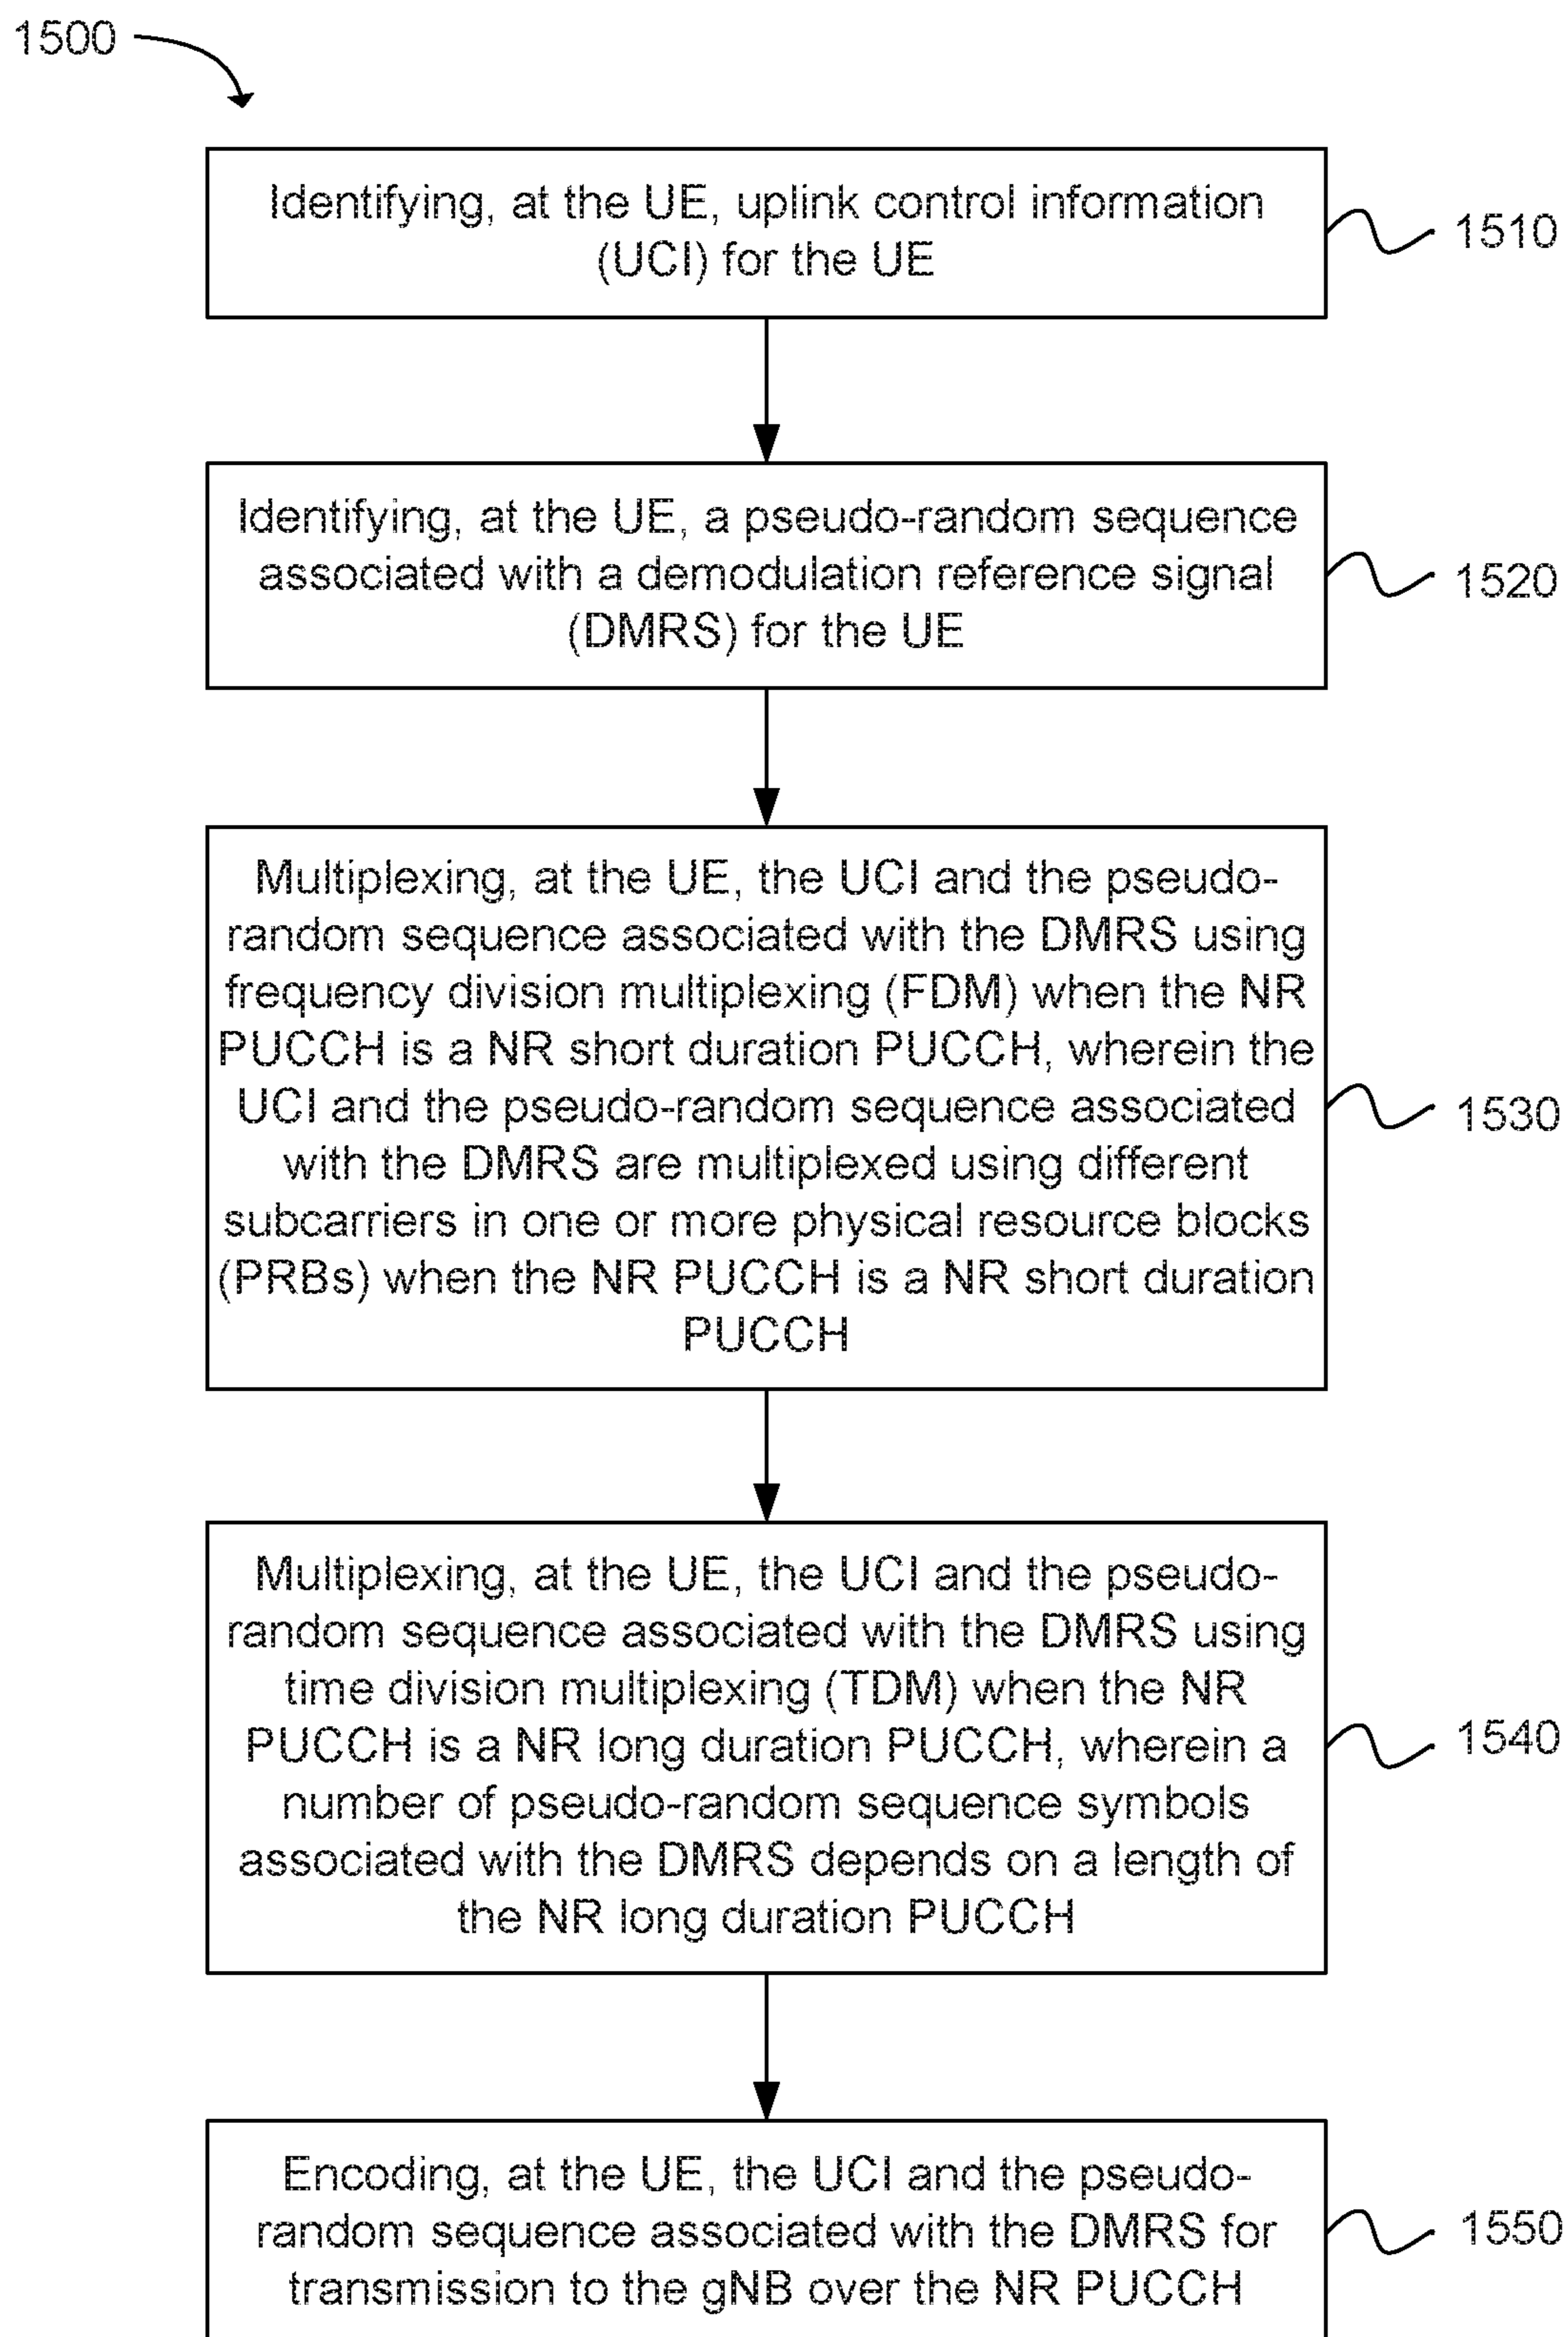 1500
Identifying, at the UE, uplink control information
(UCI) for the UE
1510
Identifying, at the UE, a pseudo-random sequence
associated with a demodulation reference signal
(DMRS) for the UE
1520
Multiplexing, at the UE, the UCI and the pseudo-
random sequence associated with the DMRS using
frequency division multiplexing (FDM) when the NR
PUCCH is a NR short duration PUCCH, wherein the
UCI and the pseudo-random sequence associated
with the DMRS are multiplexed using different
subcarriers in one or more physical resource blocks
(PRBs) when the NR PUCCH is a NR short duration
PUCCH
1530
Multiplexing, at the UE, the UCI and the pseudo-
random sequence associated with the DMRS using
time division multiplexing (TDM) when the NR
PUCCH is a NR long duration PUCCH, wherein a
number of pseudo-random sequence symbols
associated with the DMRS depends on a length of
the NR long duration PUCCH
1540
Encoding, at the UE, the UCI and the pseudo-
random sequence associated with the DMRS for
transmission to the gNB over the NR PUCCH
1550